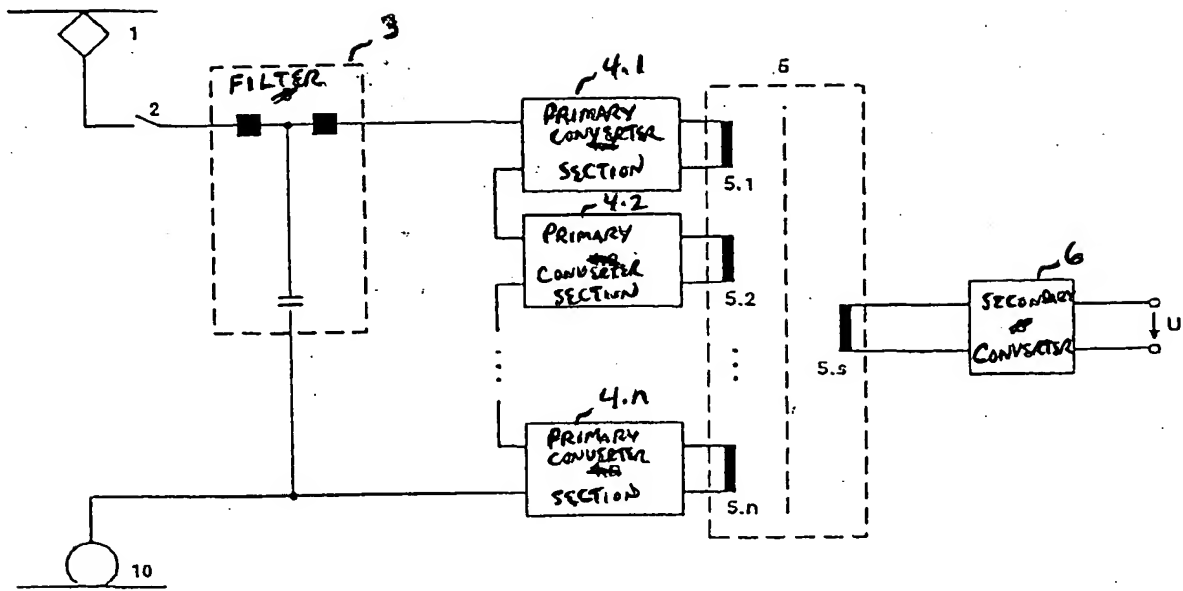 1
2
3
FILTER
4.1
PRIMARY
CONVERTER
SECTION
5
5.1
4.2
PRIMARY
CONVERTER
SECTION
5.2
4.n
PRIMARY
CONVERTER
SECTION
5.n
5.s
6
SECONDARY
CONVERTER
U
10